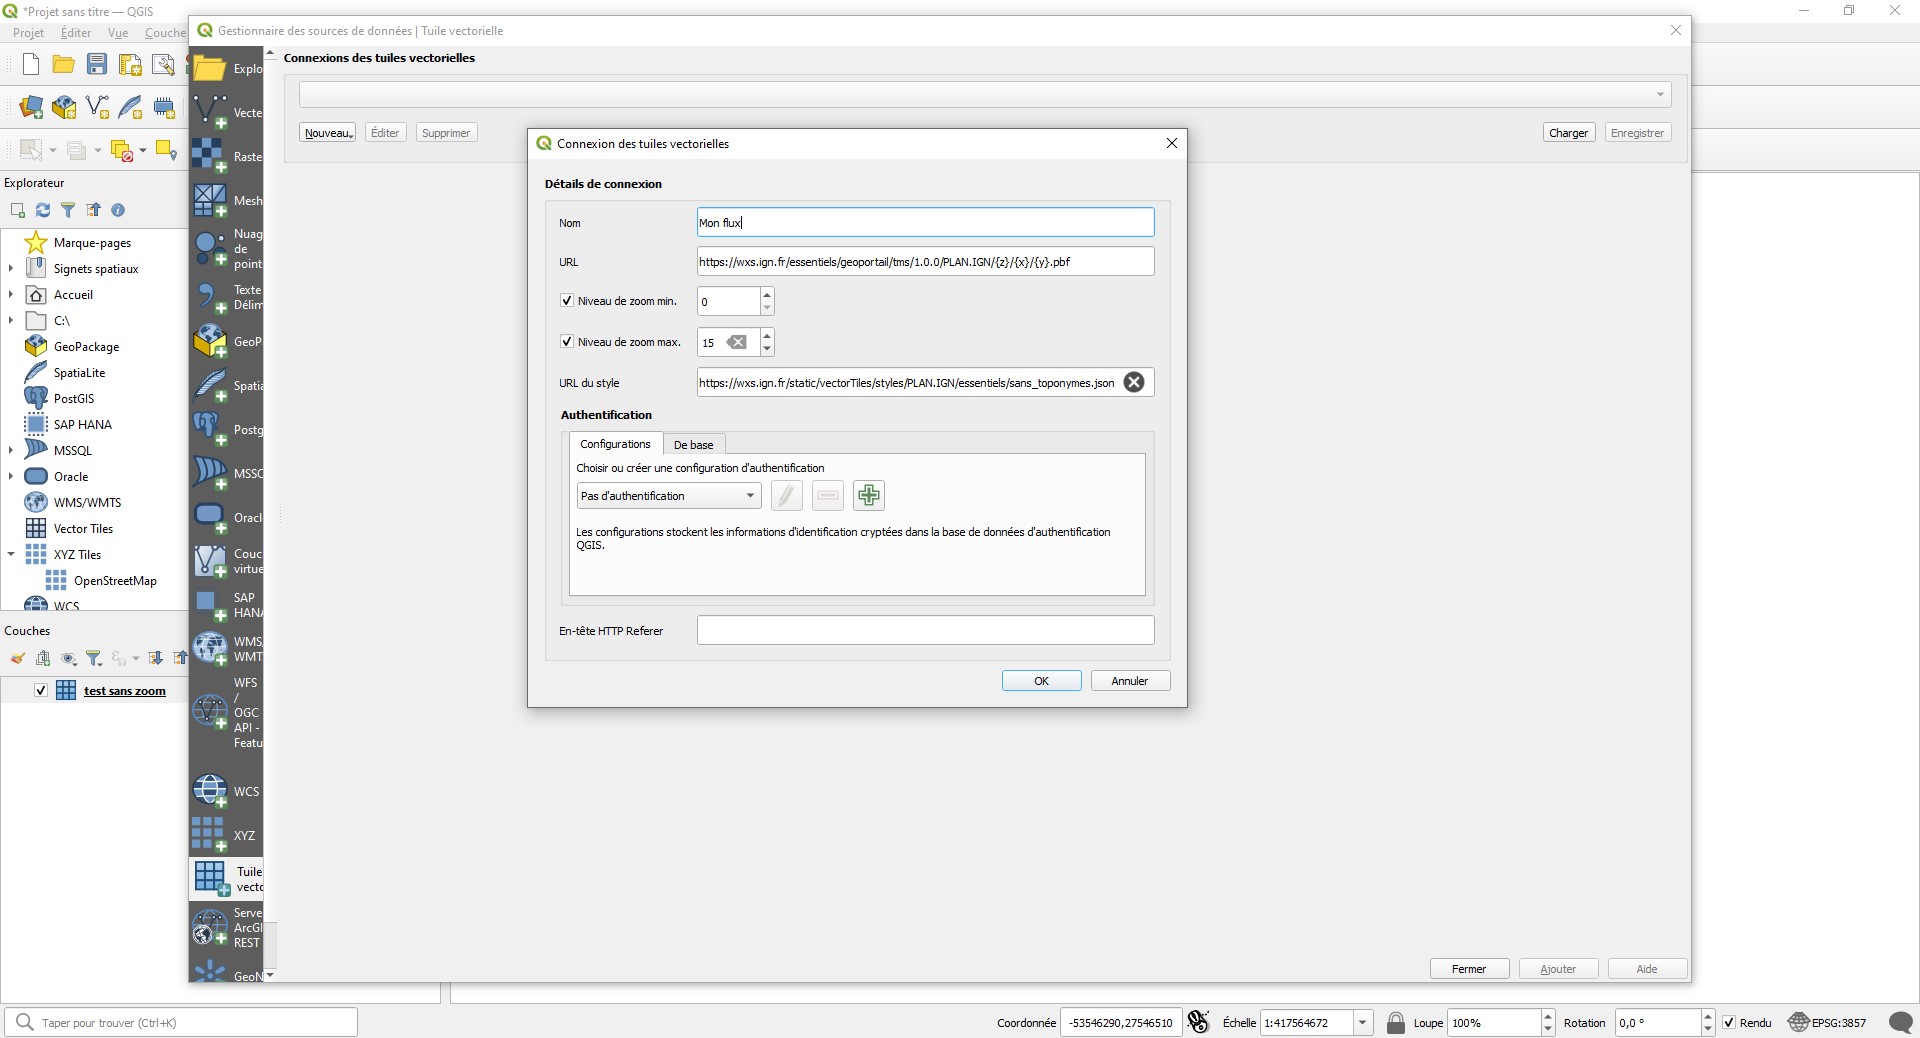 *Projet sans titre — QGIS
Projet Éditer Vue Couche
Gestionnaire des sources de données | Tuile vectorielle
Connexions des tuiles vectorielles
Nouveau
Éditer
Supprimer
Charger
Enregistrer
Explorateur
Marque-pages
Signets spatiaux
Accueil
C:\
GeoPackage
SpatiaLite
PostGIS
SAP HANA
MSSQL
Oracle
WMS/WMTS
Vector Tiles
XYZ Tiles
OpenStreetMap
WCS
Couches
test sans zoom
Explo
Vecte
Raste
Mesh
Nuag
de
point
Texte
Délim
GeoP
Spatia
Postg
MSSQ
Oracl
Couc
virtue
SAP
HANA
WMS/
WMT
WFS
/
OGC
API -
Featu
WCS
XYZ
Tuile
vecto
Serve
ArcGI
REST
GeoN
Connexion des tuiles vectorielles
Détails de connexion
Nom
Mon flux
URL
https://wxs.ign.fr/essentiels/geoportail/tms/1.0.0/PLAN.IGN/{z}/{x}/{y}.pbf
Niveau de zoom min.
0
Niveau de zoom max.
15
URL du style
https://wxs.ign.fr/static/vectorTiles/styles/PLAN.IGN/essentiels/sans_toponymes.json
Authentification
Configurations
De base
Choisir ou créer une configuration d'authentification
Pas d'authentification
Les configurations stockent les informations d'identification cryptées dans la base de données d'authentification
QGIS.
En-tête HTTP Referer
OK
Annuler
Fermer
Ajouter
Aide
Taper pour trouver (Ctrl+K)
Coordonnée -53546290,27546510
Échelle 1:417564672
Loupe 100%
Rotation 0,0 °
Rendu
EPSG:3857